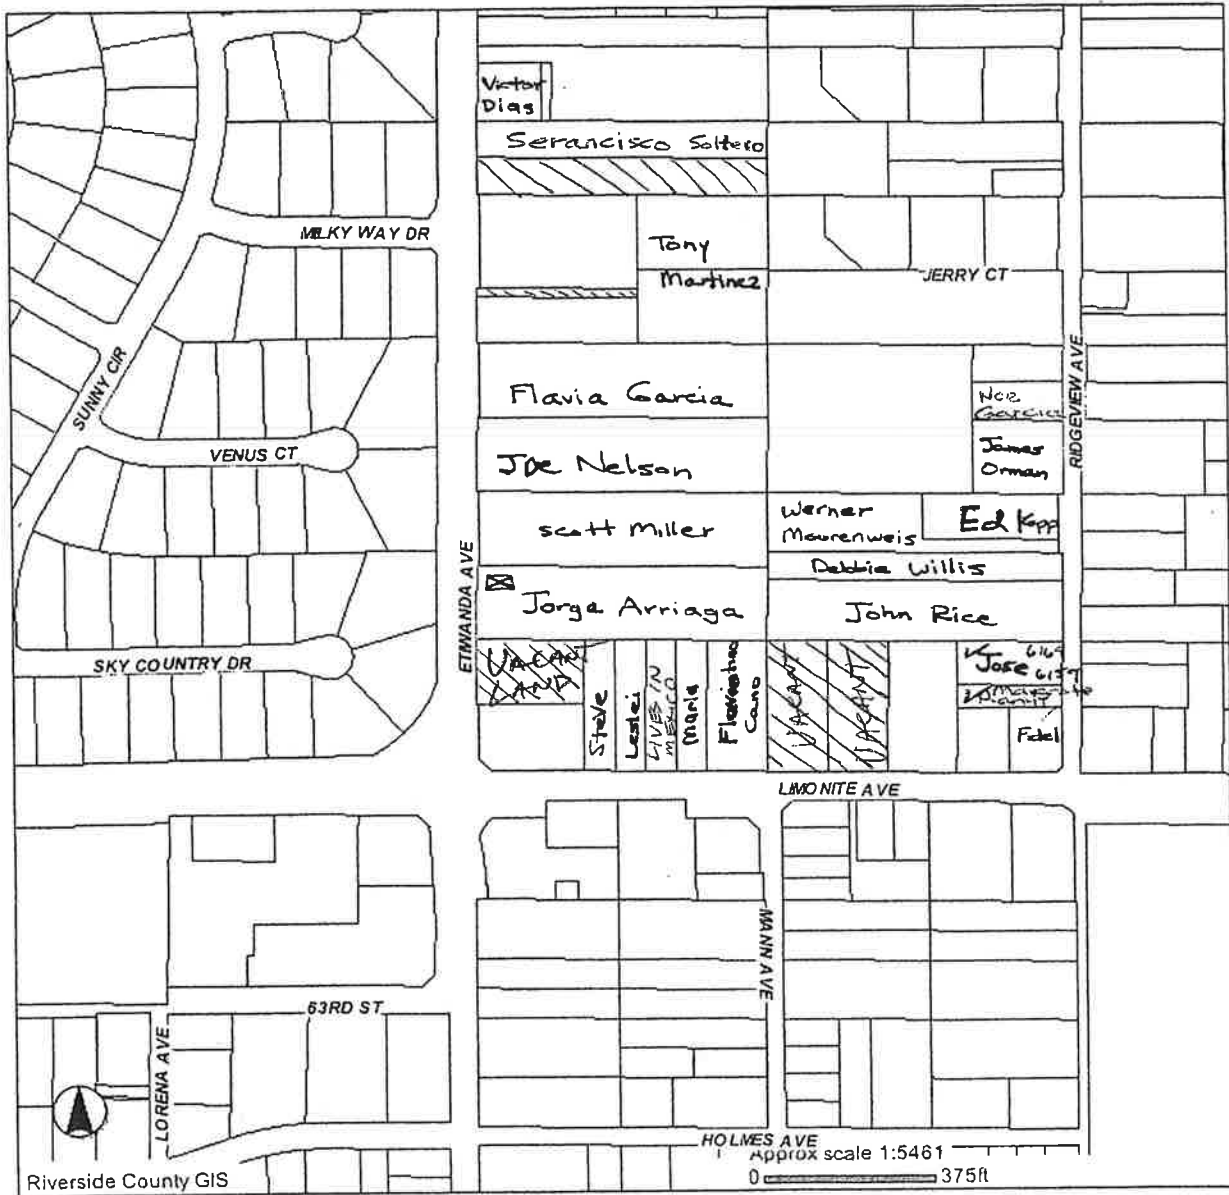 Victor
Dias
Serancisco Soltero
MILKY WAY DR
Tony
Martinez
JERRY CT
SUNNY CIR
Flavia Garcia
Garcia
RIDGEVIEW AVE
VENUS CT
Joe Nelson
James
Orman
Scott Miller
Werner
Maurenweis
Ed Kopp
Debbie Willis
ETIWANDA AVE
Jorge Arriaga
John Rice
SKY COUNTRY DR
VACANT
LAND
Steve
Leslei
LIVES IN
MEXICO
Maria
Cano
VACANT
VACANT
Jose
Fidel
LIMONITE AVE
MANN AVE
63RD ST
LORENA AVE
HOLMES AVE
Approx scale 1:5461
0 375ft
Riverside County GIS